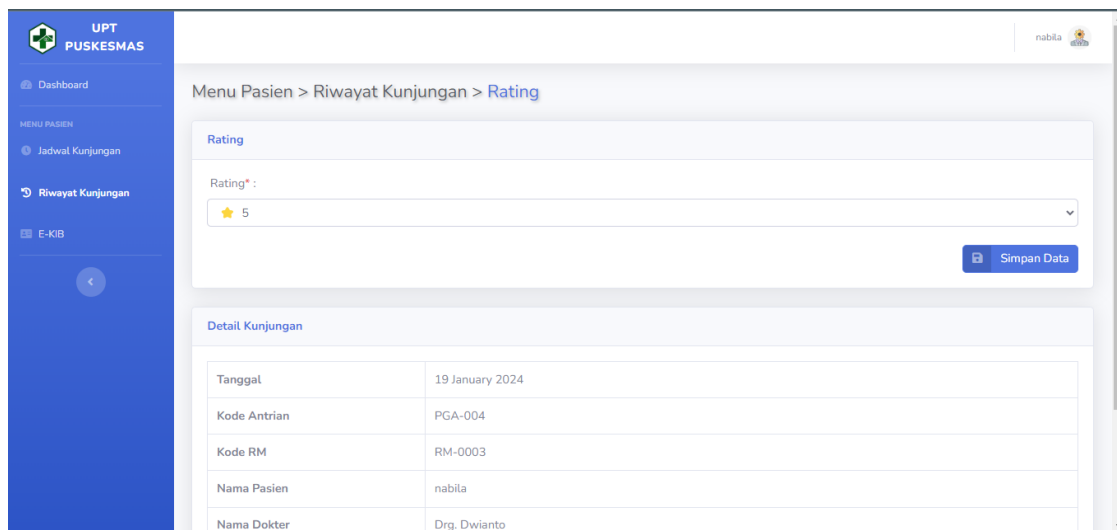 UPT
PUSKESMAS
nabila
Dashboard
Menu Pasien > Riwayat Kunjungan > Rating
MENU PASIEN
Jadwal Kunjungan
Riwayat Kunjungan
E-KIB
Rating
Rating* :
5
Simpan Data
Detail Kunjungan
Tanggal 19 January 2024
Kode Antrian PGA-004
Kode RM RM-0003
Nama Pasien nabila
Nama Dokter Drg. Dwianto